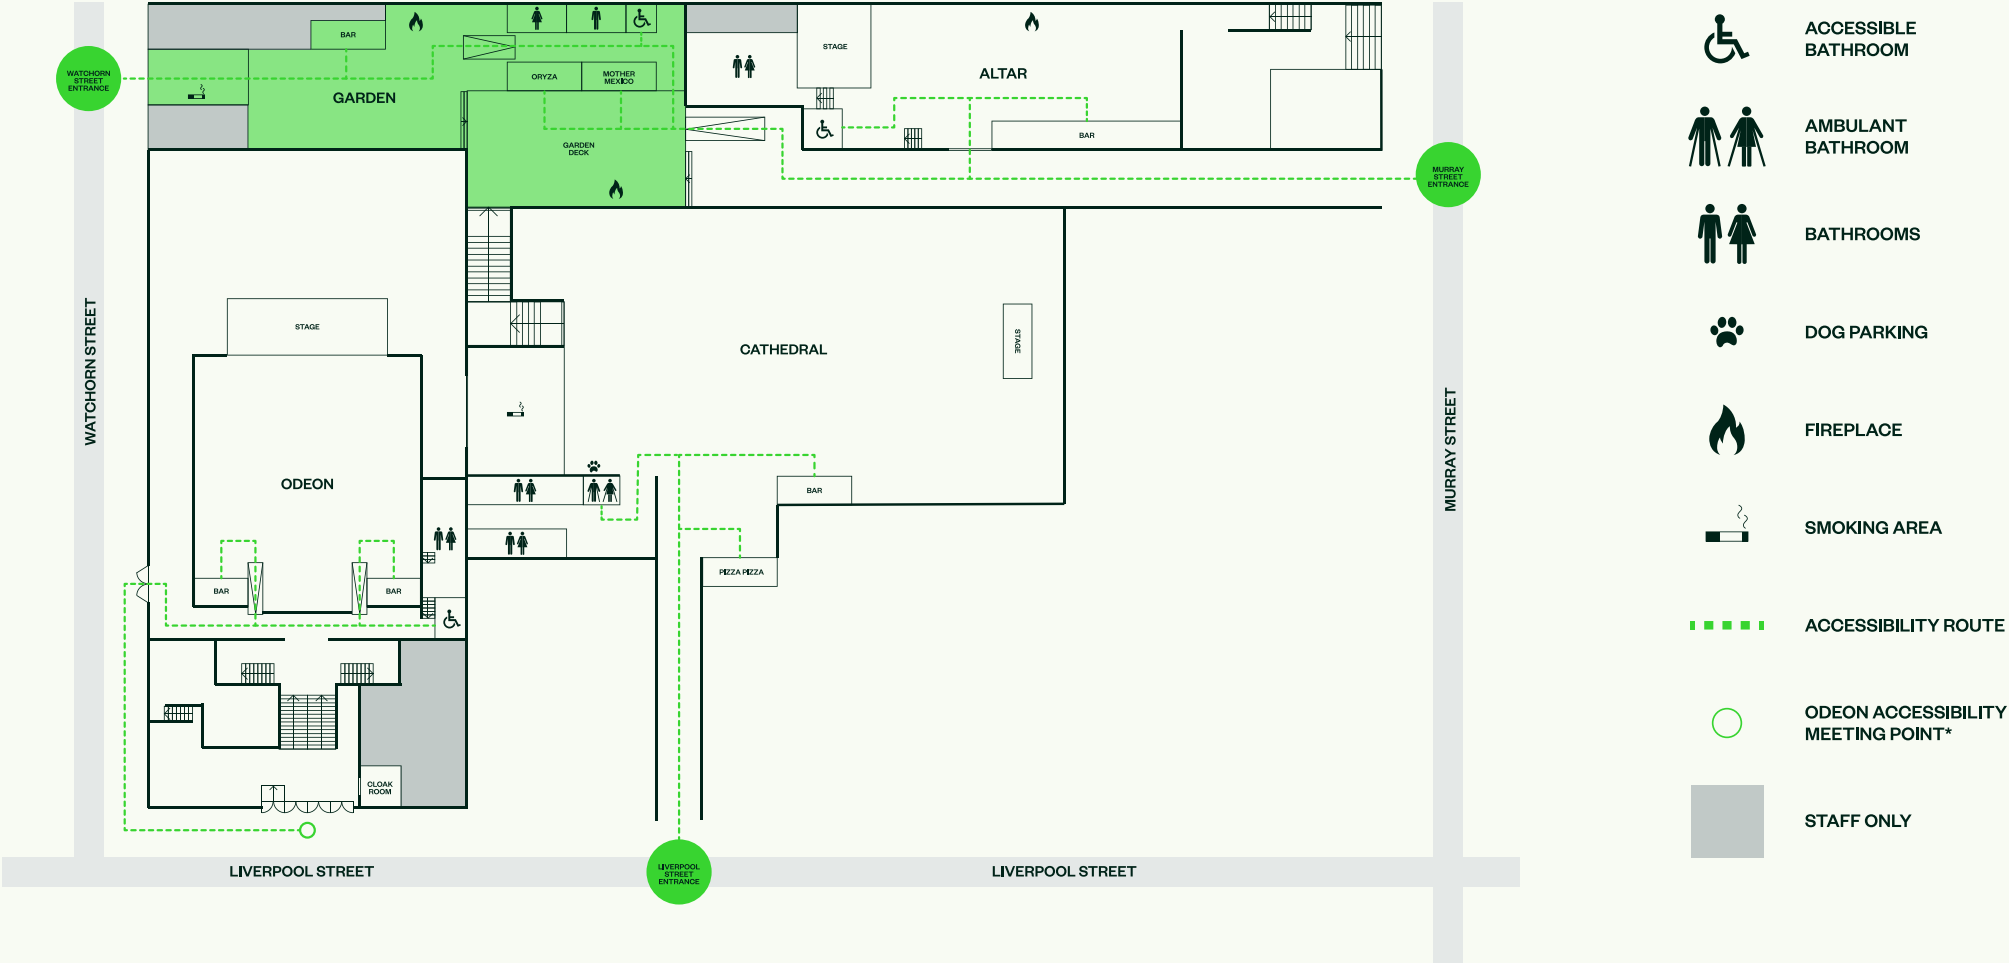 BAR
WATCHORN
STREET
ENTRANCE
GARDEN
ORYZA
MOTHER
MEXICO
GARDEN
DECK
STAGE
ALTAR
BAR
MURRAY
STREET
ENTRANCE
WATCHORN STREET
STAGE
ODEON
BAR
BAR
CATHEDRAL
STAGE
BAR
PIZZA PIZZA
MURRAY STREET
CLOAK
ROOM
LIVERPOOL STREET
LIVERPOOL
STREET
ENTRANCE
LIVERPOOL STREET
ACCESSIBLE
BATHROOM
AMBULANT
BATHROOM
BATHROOMS
DOG PARKING
FIREPLACE
SMOKING AREA
ACCESSIBILITY ROUTE
ODEON ACCESSIBILITY
MEETING POINT*
STAFF ONLY